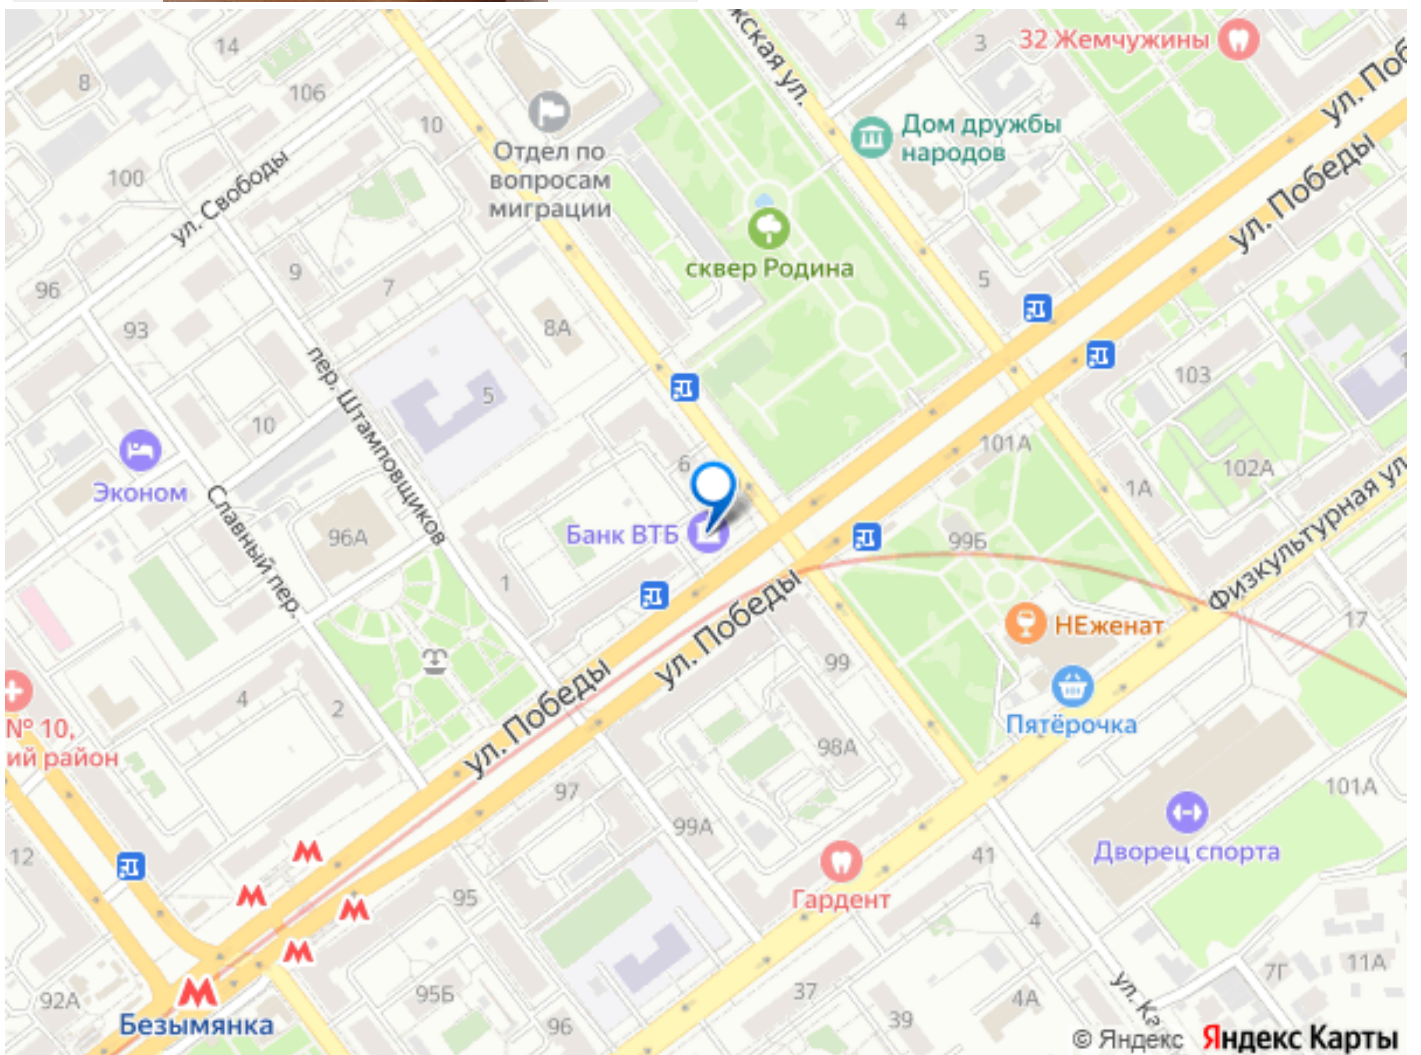 14
4
3
32 Жемчужины
ул. Поб
8
106
10
Отдел по
вопросам
миграции
жская ул.
Дом дружбы
народов
ул. Победы
100
ул. Свободы
сквер Родина
96
9
7
5
93
8А
пер. Штамповщиков
5
103
10
6
101А
102А
1А
Эконом
Славный пер.
96А
Банк ВТБ
99Б
Физкультурная ул.
1
НЕженат
17
ул. Победы
ул. Победы
99
4
2
№ 10,
ий район
Пятёрочка
98А
97
101А
99А
12
Дворец спорта
41
Гардент
95
4
92А
Безымянка
95Б
96
37
39
4А
ул. Ка
7Г
11А
© Яндекс Яндекс Карты